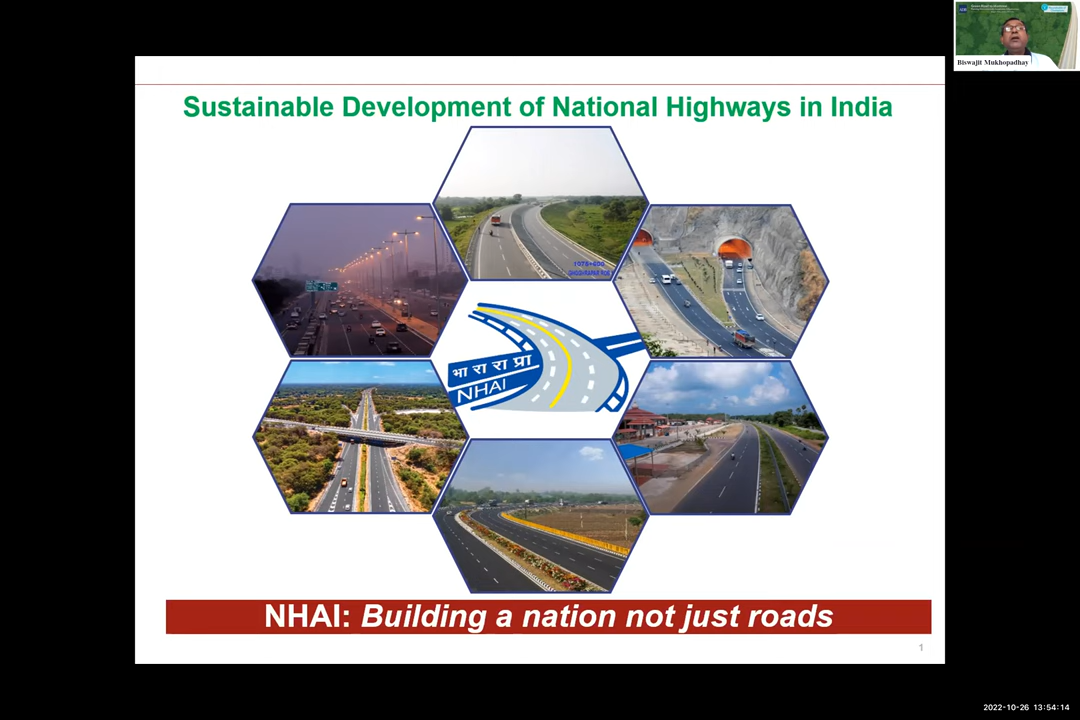 Biswajit Mukhopadhay
Sustainable Development of National Highways in India
भा रा रा प्रा
NHAI
NHAI: Building a nation not just roads
1
2022-10-26 13:54:14